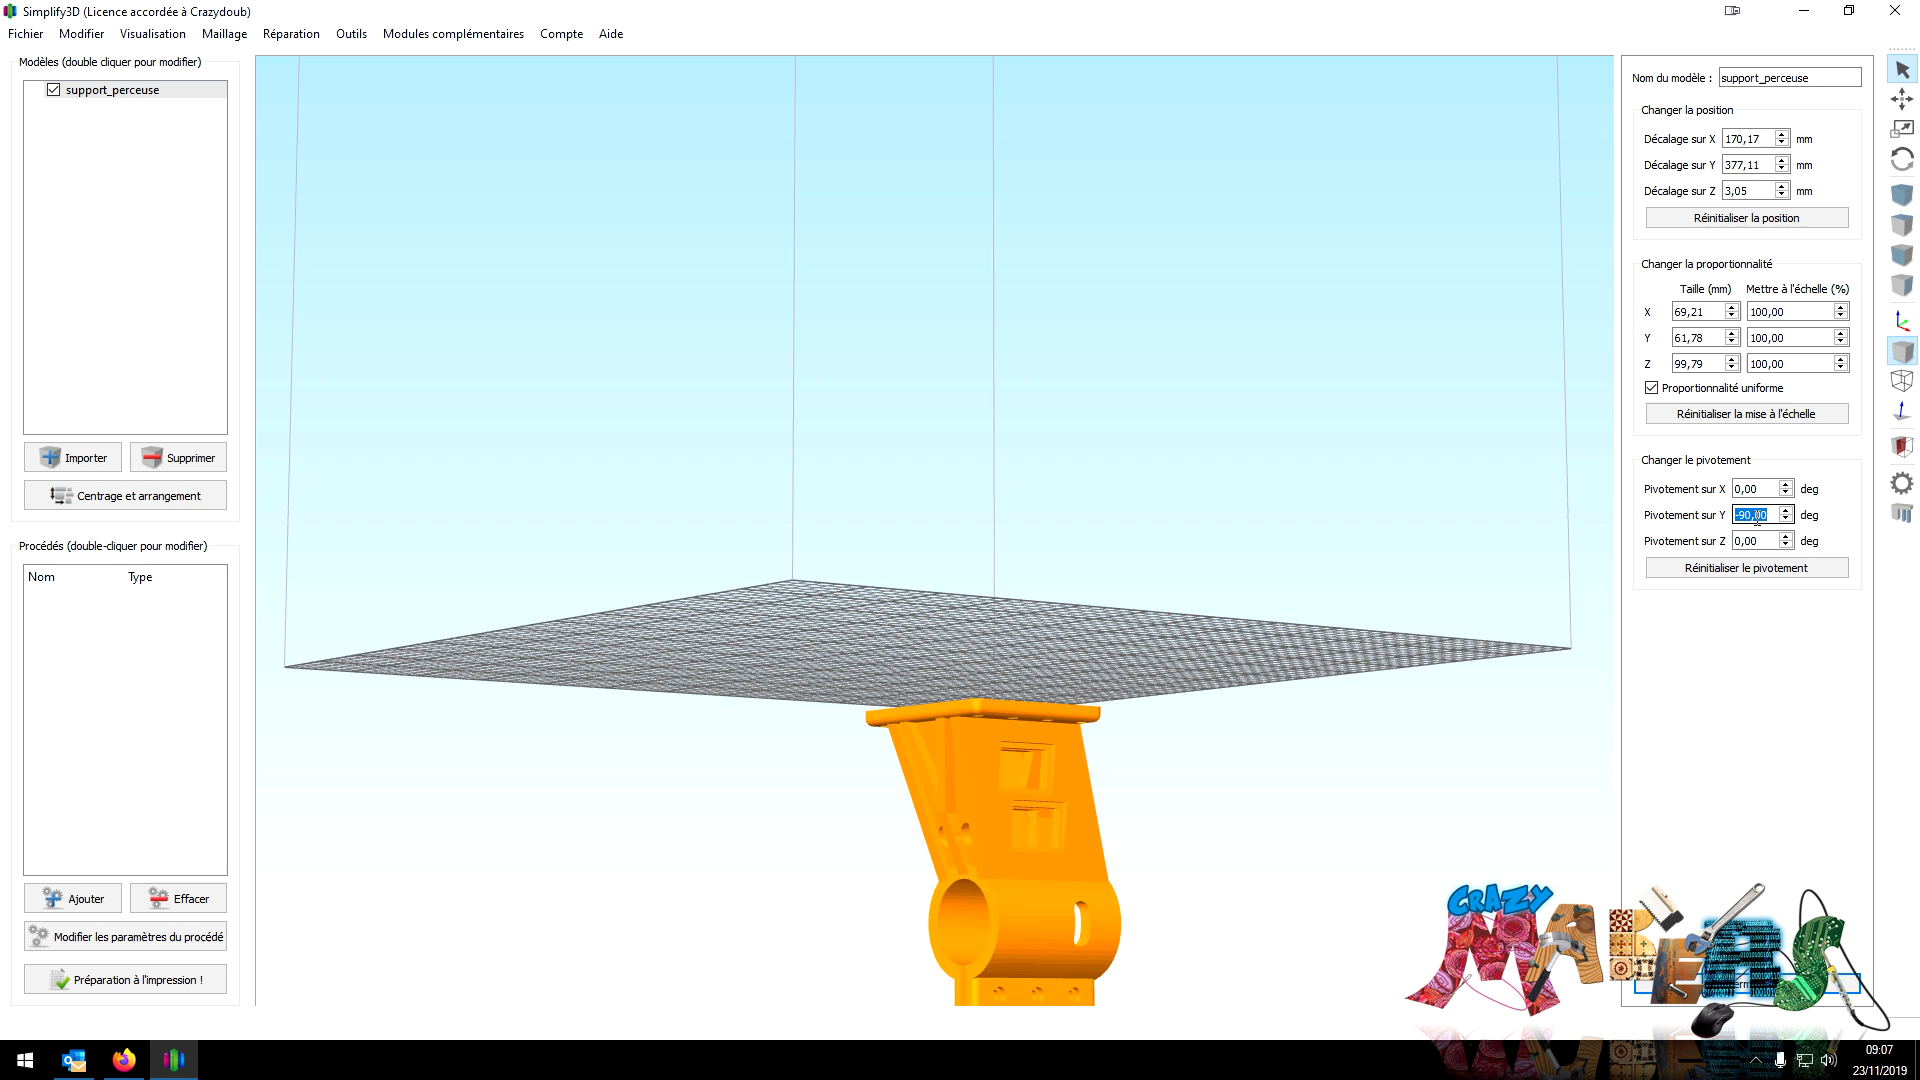 Simplify3D (Licence accordée à Crazydoub)
Fichier Modifier Visualisation Maillage Réparation Outils Modules complémentaires Compte Aide
Modèles (double cliquer pour modifier)
support_perceuse
Importer Supprimer
Centrage et arrangement
Procédés (double-cliquer pour modifier)
Nom Type
Ajouter Effacer
Modifier les paramètres du procédé
Préparation à l'impression !
Nom du modèle : support_perceuse
Changer la position
Décalage sur X 170,17 mm
Décalage sur Y 377,11 mm
Décalage sur Z 3,05 mm
Réinitialiser la position
Changer la proportionnalité
Taille (mm) Mettre à l'échelle (%)
X 69,21 100,00
Y 61,78 100,00
Z 99,79 100,00
Proportionnalité uniforme
Réinitialiser la mise à l'échelle
Changer le pivotement
Pivotement sur X 0,00 deg
Pivotement sur Y -90,00 deg
Pivotement sur Z 0,00 deg
Réinitialiser le pivotement
CRAZY
MAKERS
09:07
23/11/2019